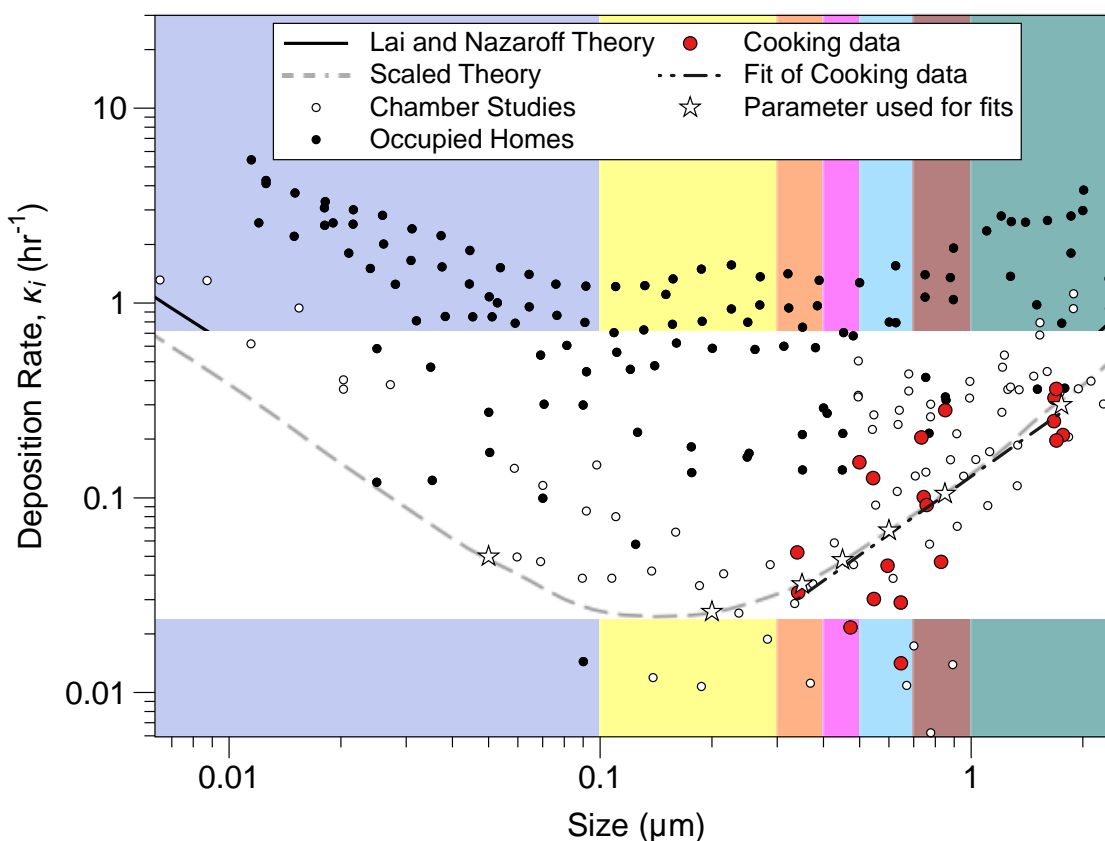 Lai and Nazaroff Theory
Scaled Theory
Chamber Studies
Occupied Homes
Cooking data
Fit of Cooking data
Parameter used for fits
Deposition Rate, κᵢ (hr⁻¹)
10
1
0.1
0.01
0.01
0.1
1
Size (µm)